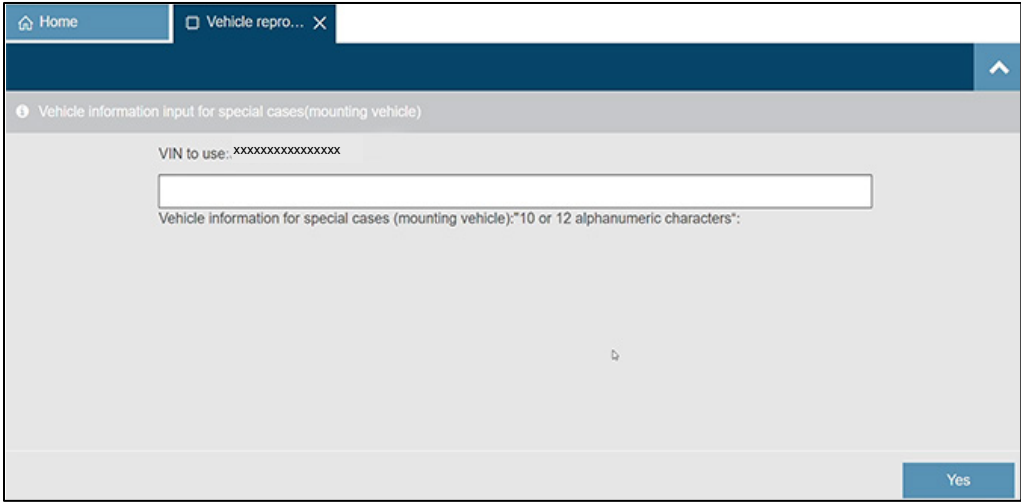 Home
Vehicle repro...
Vehicle information input for special cases(mounting vehicle)
VIN to use:.xxxxxxxxxxxxxxxx
Vehicle information for special cases (mounting vehicle):"10 or 12 alphanumeric characters“:
Yes